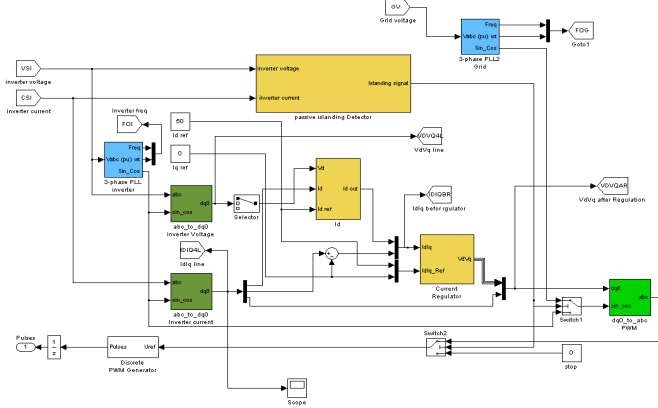 GV
Grid voltage
Freq
Vabc (pu) wt
Sin_Cos
3-phase PLL2
Grid
FOG
Goto1
VSI
inverter voltage
CSI
inverter current
inverter voltage
inverter current
Islanding signal
passive islanding Detector
Inverter freq
FOI
50
Id ref
0
Iq ref
VDVQ4L
VdVq line
Freq
Vabc (pu) wt
Sin_Cos
3-phase PLL
inverter
abc
sin_cos
dq0
abc_to_dq0
inverter Voltage
Selector
Vd
Id
Id ref
Id out
Id
IDIQBR
IdIq befor rgulator
VDVQAR
VdVq after Regulation
IDIQ4L
IdIq line
abc
sin_cos
dq0
abc_to_dq0
Inverter current
IdIq
IdIq_Ref
VdVq
Current
Regulator
Switch1
dq0
sin_cos
dq0_to_abc
PWM
Pulses
1
1
z
Pulses
Uref
Discrete
PWM Generator
Switch2
0
stop
Scope